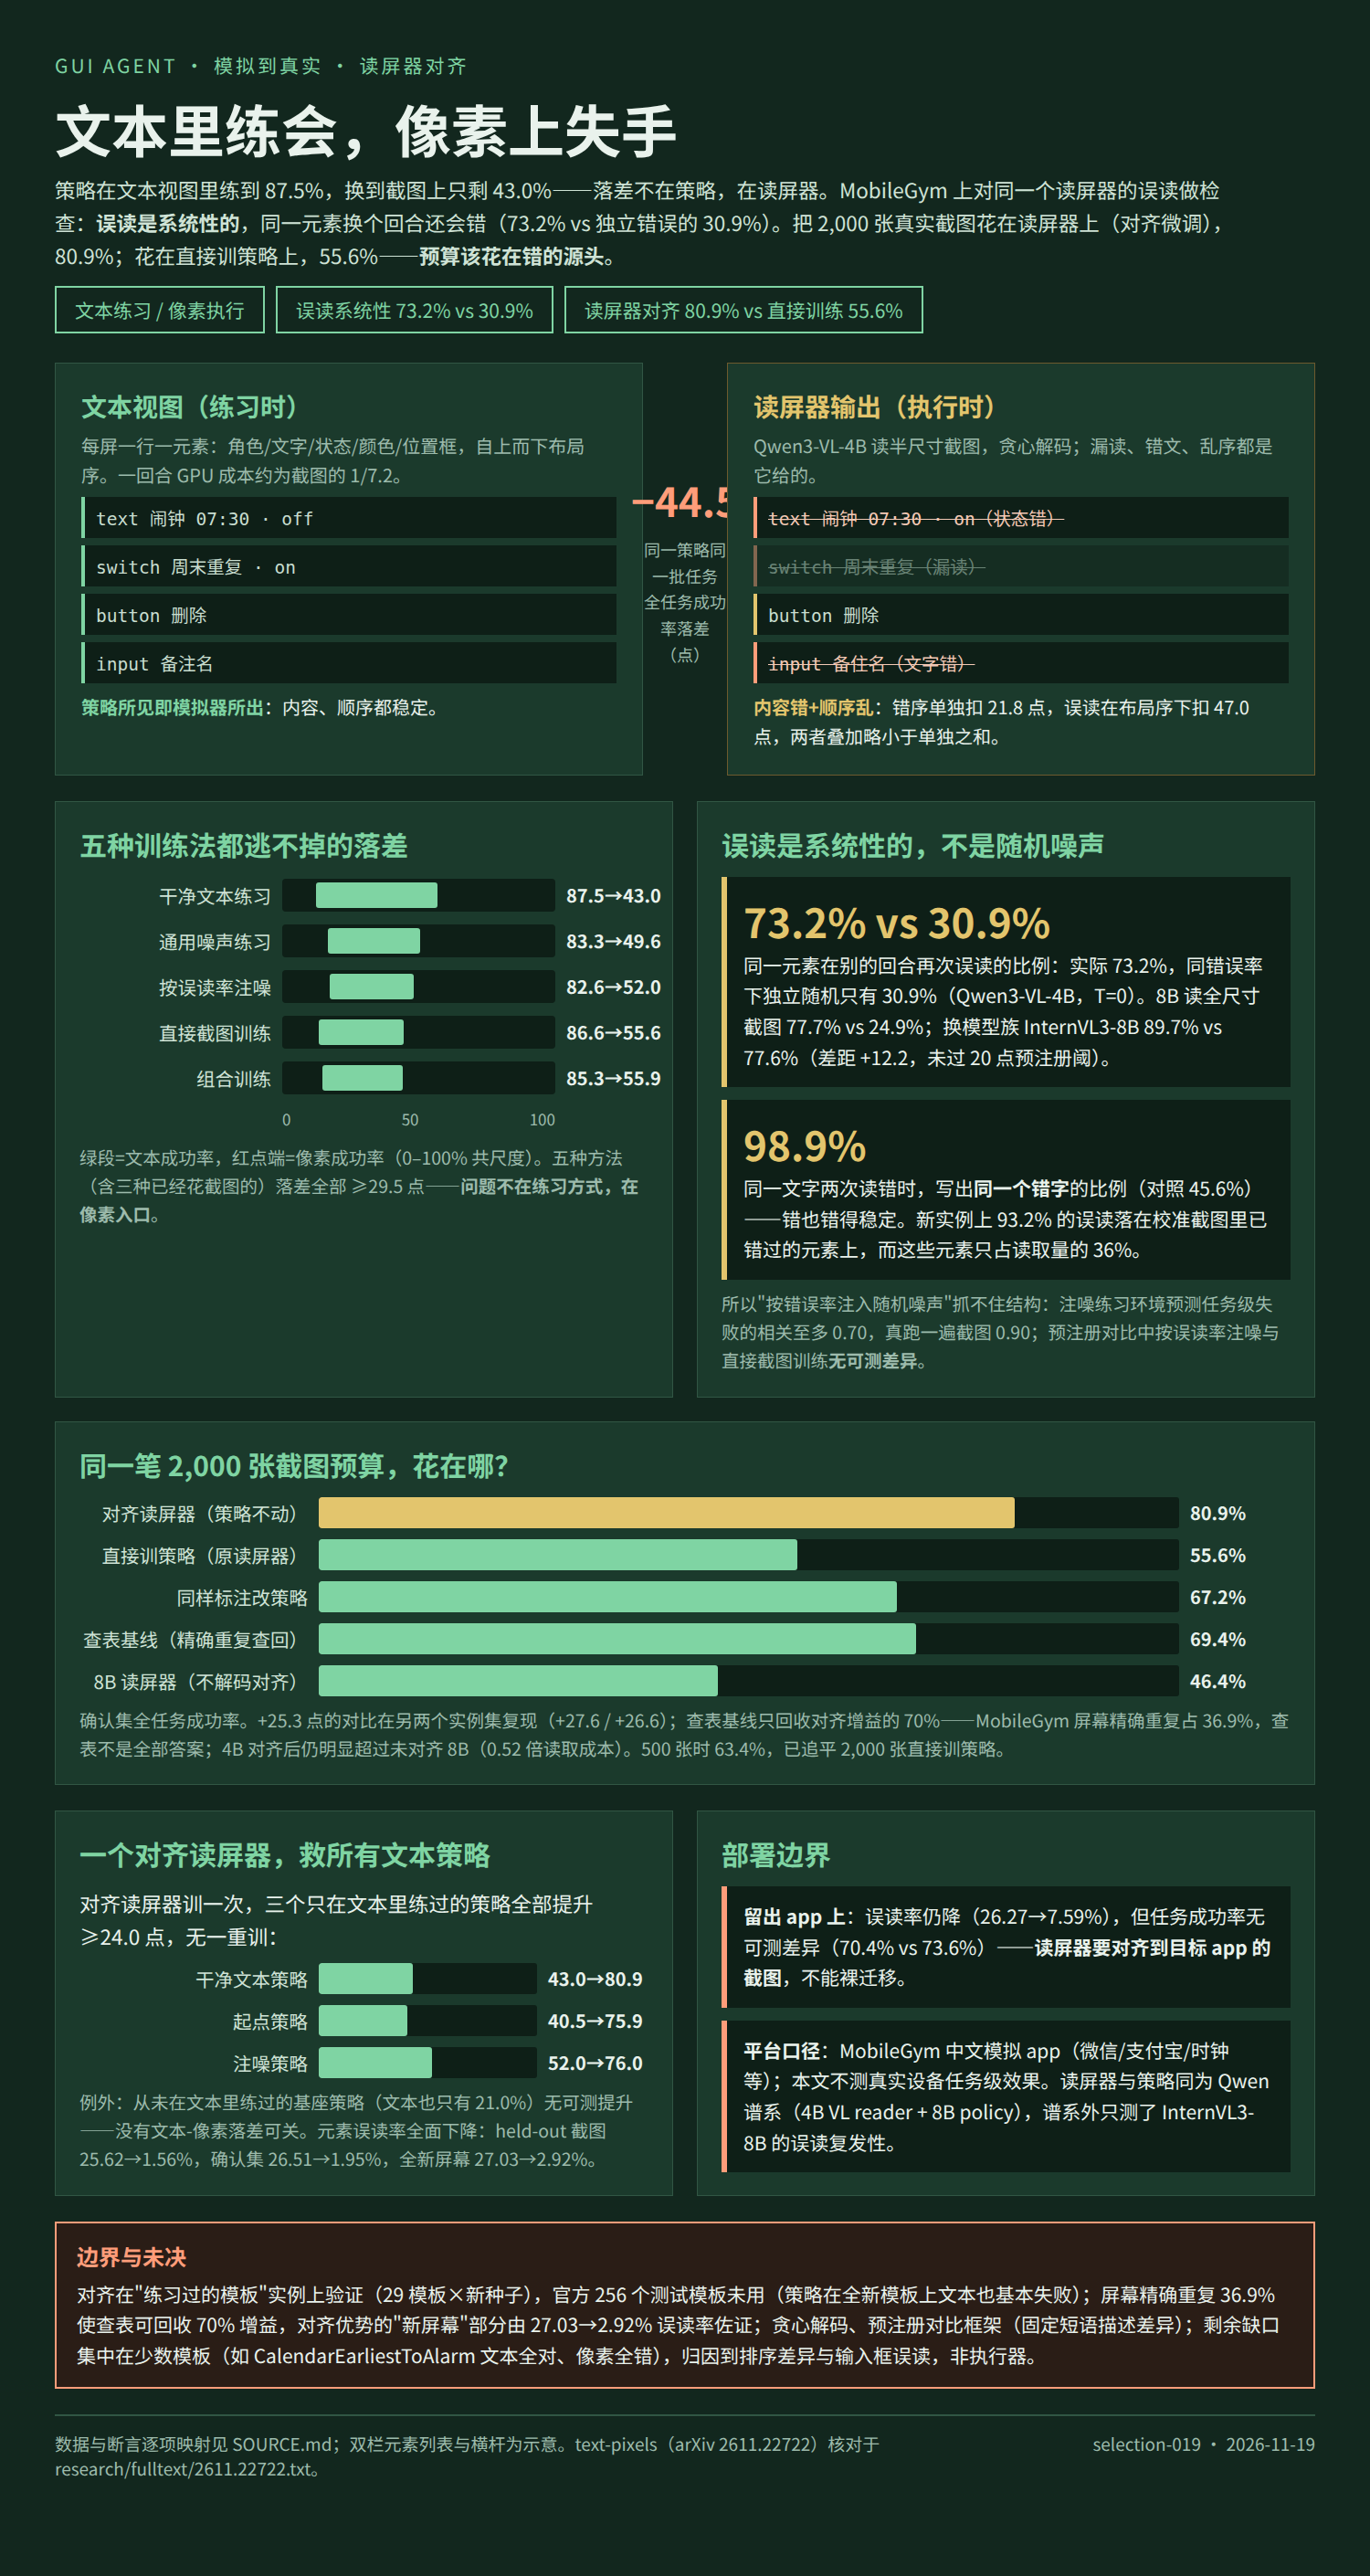 GUI AGENT · 模拟到真实 · 读屏器对齐
文本里练会，像素上失手
策略在文本视图里练到 87.5%，换到截图上只剩 43.0%——落差不在策略，在读屏器。MobileGym 上对同一个读屏器的误读做检
查：误读是系统性的，同一元素换个回合还会错（73.2% vs 独立错误的 30.9%）。把 2,000 张真实截图花在读屏器上（对齐微调），
80.9%；花在直接训策略上，55.6%——预算该花在错的源头。
文本练习 / 像素执行
误读系统性 73.2% vs 30.9%
读屏器对齐 80.9% vs 直接训练 55.6%
文本视图（练习时）
每屏一行一元素：角色/文字/状态/颜色/位置框，自上而下布局
序。一回合 GPU 成本约为截图的 1/7.2。
text 闹钟 07:30 · off
switch 周末重复 · on
button 删除
input 备注名
策略所见即模拟器所出：内容、顺序都稳定。
−44.5
同一策略同
一批任务
全任务成功
率落差
（点）
读屏器输出（执行时）
Qwen3-VL-4B 读半尺寸截图，贪心解码；漏读、错文、乱序都是
它给的。
text 闹钟 07:30 · on（状态错）
switch 周末重复（漏读）
button 删除
input 备住名（文字错）
内容错+顺序乱：错序单独扣 21.8 点，误读在布局序下扣 47.0
点，两者叠加略小于单独之和。
五种训练法都逃不掉的落差
干净文本练习 87.5→43.0
通用噪声练习 83.3→49.6
按误读率注噪 82.6→52.0
直接截图训练 86.6→55.6
组合训练 85.3→55.9
0 50 100
绿段=文本成功率，红点端=像素成功率（0–100% 共尺度）。五种方法
（含三种已经花截图的）落差全部 ≥29.5 点——问题不在练习方式，在
像素入口。
误读是系统性的，不是随机噪声
73.2% vs 30.9%
同一元素在别的回合再次误读的比例：实际 73.2%，同错误率
下独立随机只有 30.9%（Qwen3-VL-4B，T=0）。8B 读全尺寸
截图 77.7% vs 24.9%；换模型族 InternVL3-8B 89.7% vs
77.6%（差距 +12.2，未过 20 点预注册阈）。
98.9%
同一文字两次读错时，写出同一个错字的比例（对照 45.6%）
——错也错得稳定。新实例上 93.2% 的误读落在校准截图里已
错过的元素上，而这些元素只占读取量的 36%。
所以"按错误率注入随机噪声"抓不住结构：注噪练习环境预测任务级失
败的相关至多 0.70，真跑一遍截图 0.90；预注册对比中按误读率注噪与
直接截图训练无可测差异。
同一笔 2,000 张截图预算，花在哪？
对齐读屏器（策略不动） 80.9%
直接训策略（原读屏器） 55.6%
同样标注改策略 67.2%
查表基线（精确重复查回） 69.4%
8B 读屏器（不解码对齐） 46.4%
确认集全任务成功率。+25.3 点的对比在另两个实例集复现（+27.6 / +26.6）；查表基线只回收对齐增益的 70%——MobileGym 屏幕精确重复占 36.9%，查
表不是全部答案；4B 对齐后仍明显超过未对齐 8B（0.52 倍读取成本）。500 张时 63.4%，已追平 2,000 张直接训策略。
一个对齐读屏器，救所有文本策略
对齐读屏器训一次，三个只在文本里练过的策略全部提升
≥24.0 点，无一重训：
干净文本策略 43.0→80.9
起点策略 40.5→75.9
注噪策略 52.0→76.0
例外：从未在文本里练过的基座策略（文本也只有 21.0%）无可测提升
——没有文本-像素落差可关。元素误读率全面下降：held-out 截图
25.62→1.56%，确认集 26.51→1.95%，全新屏幕 27.03→2.92%。
部署边界
留出 app 上：误读率仍降（26.27→7.59%），但任务成功率无
可测差异（70.4% vs 73.6%）——读屏器要对齐到目标 app 的
截图，不能裸迁移。
平台口径：MobileGym 中文模拟 app（微信/支付宝/时钟
等）；本文不测真实设备任务级效果。读屏器与策略同为 Qwen
谱系（4B VL reader + 8B policy），谱系外只测了 InternVL3-
8B 的误读复发性。
边界与未决
对齐在"练习过的模板"实例上验证（29 模板×新种子），官方 256 个测试模板未用（策略在全新模板上文本也基本失败）；屏幕精确重复 36.9%
使查表可回收 70% 增益，对齐优势的"新屏幕"部分由 27.03→2.92% 误读率佐证；贪心解码、预注册对比框架（固定短语描述差异）；剩余缺口
集中在少数模板（如 CalendarEarliestToAlarm 文本全对、像素全错），归因到排序差异与输入框误读，非执行器。
数据与断言逐项映射见 SOURCE.md；双栏元素列表与横杆为示意。text-pixels（arXiv 2611.22722）核对于
research/fulltext/2611.22722.txt。
selection-019 · 2026-11-19